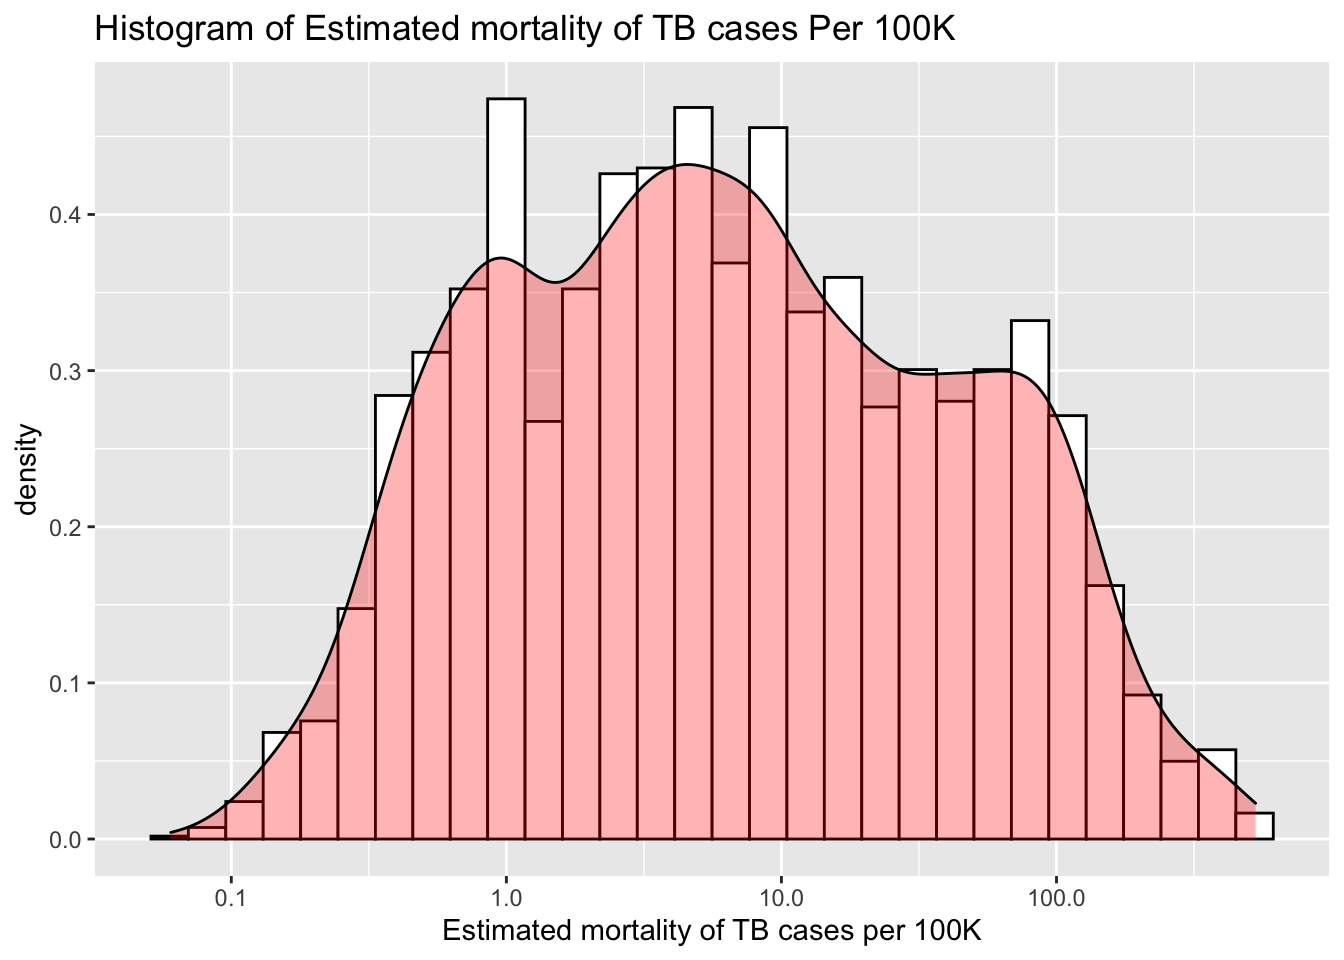 Histogram of Estimated mortality of TB cases Per 100K
density
0.4
0.3
0.2
0.1
0.0
0.1 1.0 10.0 100.0
Estimated mortality of TB cases per 100K